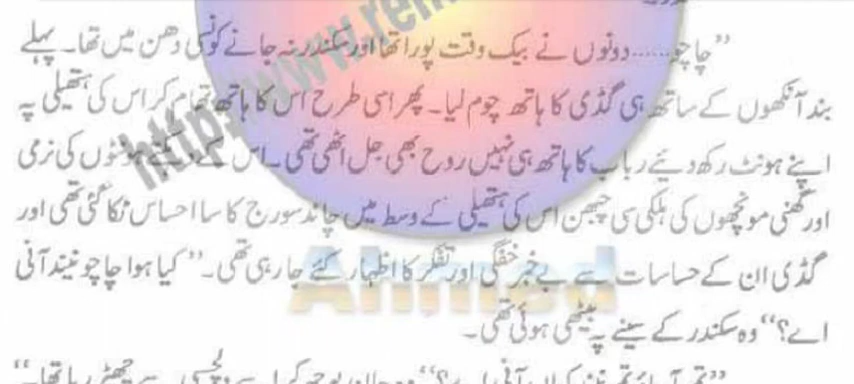 ’’چاچو......دونوں نے بیک وقت پورا تھا اور سکندر نہ جانے کونسی دھن میں تھا۔ پہلے
بند آنکھوں کے ساتھ ہی گڈی کا ہاتھ چوم لیا۔ پھر اسی طرح اس کا ہاتھ تھام کر اس کی ہتھیلی پہ
اپنے ہونٹ رکھ دیئے رباب کا ہاتھ ہی نہیں روح بھی جل اٹھی تھی۔ اس کے دہکتے ہونٹوں کی نرمی
اور گھنی مونچھوں کی ہلکی سی چبھن اس کی ہتھیلی کے وسط میں چاند سورج کا سا احساس ٹکا گئی تھی اور
گڈی ان کے حساسات سے بے خبر خفگی اور تفکر کا اظہار کئے جا رہی تھی۔’’ کیا ہوا چاچو نیند آئی
اے؟‘‘ وہ سکندر کے سینے پہ بیٹھی ہوئی تھی۔
http://www.
Ahmed